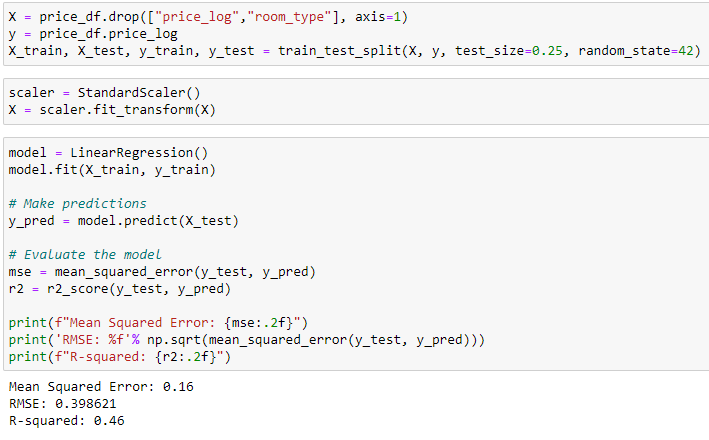 X = price_df.drop(["price_log","room_type"], axis=1)
y = price_df.price_log
X_train, X_test, y_train, y_test = train_test_split(X, y, test_size=0.25, random_state=42)
scaler = StandardScaler()
X = scaler.fit_transform(X)
model = LinearRegression()
model.fit(X_train, y_train)
# Make predictions
y_pred = model.predict(X_test)
# Evaluate the model
mse = mean_squared_error(y_test, y_pred)
r2 = r2_score(y_test, y_pred)
print(f"Mean Squared Error: {mse:.2f}")
print('RMSE: %f'% np.sqrt(mean_squared_error(y_test, y_pred)))
print(f"R-squared: {r2:.2f}")
Mean Squared Error: 0.16
RMSE: 0.398621
R-squared: 0.46